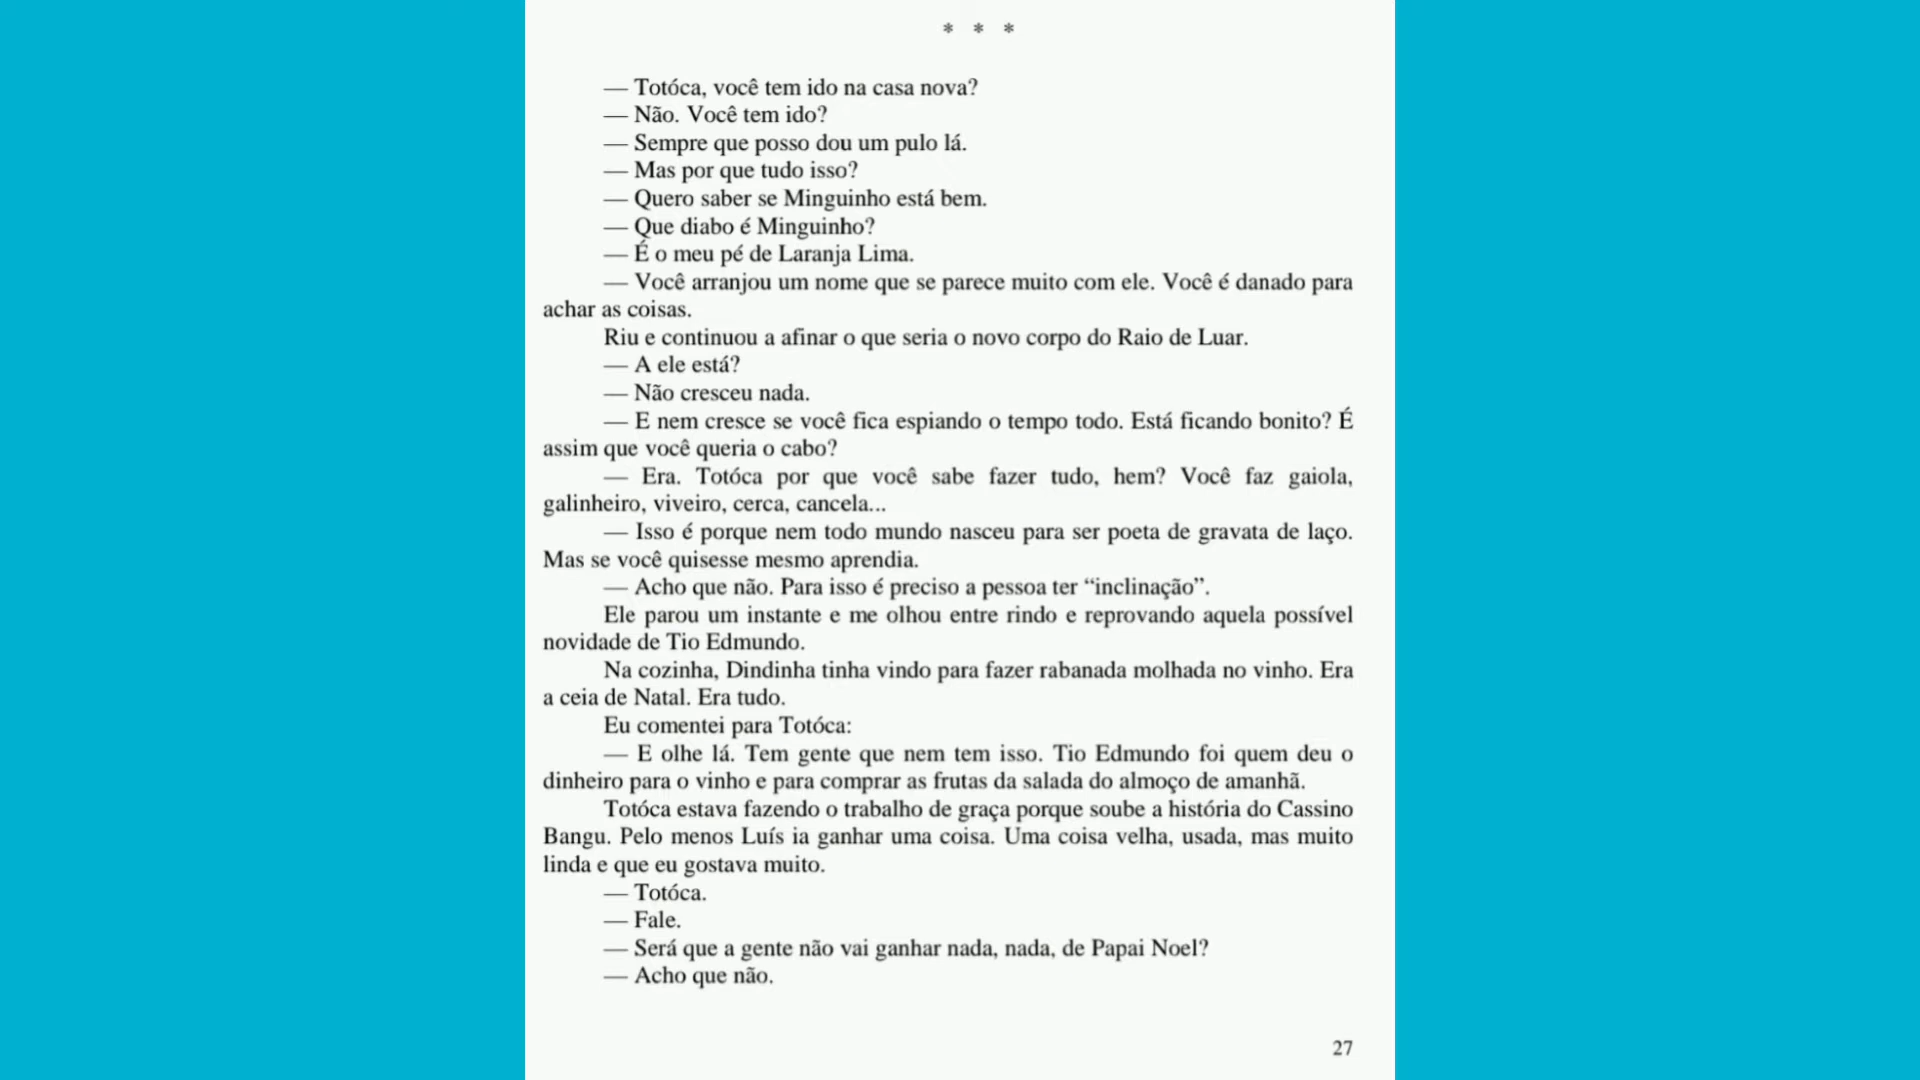 * * *
— Totóca, você tem ido na casa nova?
— Não. Você tem ido?
— Sempre que posso dou um pulo lá.
— Mas por que tudo isso?
— Quero saber se Minguinho está bem.
— Que diabo é Minguinho?
— É o meu pé de Laranja Lima.
— Você arranjou um nome que se parece muito com ele. Você é danado para
achar as coisas.
Riu e continuou a afinar o que seria o novo corpo do Raio de Luar.
— A ele está?
— Não cresceu nada.
— E nem cresce se você fica espiando o tempo todo. Está ficando bonito? É
assim que você queria o cabo?
— Era. Totóca por que você sabe fazer tudo, hem? Você faz gaiola,
galinheiro, viveiro, cerca, cancela...
— Isso é porque nem todo mundo nasceu para ser poeta de gravata de laço.
Mas se você quisesse mesmo aprendia.
— Acho que não. Para isso é preciso a pessoa ter “inclinação”.
Ele parou um instante e me olhou entre rindo e reprovando aquela possível
novidade de Tio Edmundo.
Na cozinha, Dindinha tinha vindo para fazer rabanada molhada no vinho. Era
a ceia de Natal. Era tudo.
Eu comentei para Totóca:
— E olhe lá. Tem gente que nem tem isso. Tio Edmundo foi quem deu o
dinheiro para o vinho e para comprar as frutas da salada do almoço de amanhã.
Totóca estava fazendo o trabalho de graça porque soube a história do Cassino
Bangu. Pelo menos Luís ia ganhar uma coisa. Uma coisa velha, usada, mas muito
linda e que eu gostava muito.
— Totóca.
— Fale.
— Será que a gente não vai ganhar nada, nada, de Papai Noel?
— Acho que não.
27